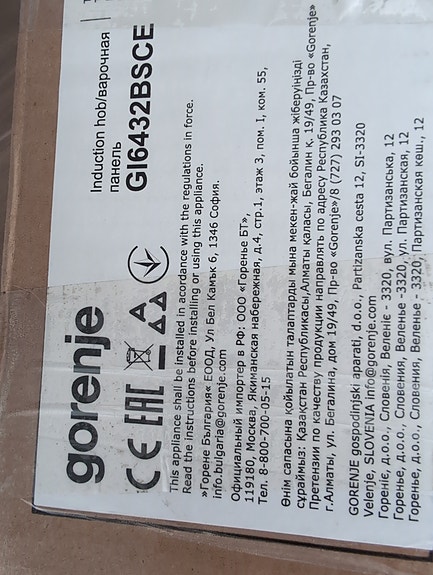 gorenje
Induction hob/варочная
панель
GI6432BSCE
CE EAC
This appliance shall be installed in acordance with the regulations in force.
Read the instructions before installing or using this appliance.
»Горене България« ЕООД, Ул Бел Камък 6, 1346 София.
info.bulgaria@gorenje.com
Официальный импортер в РФ: ООО «Горенье БТ»,
119180, Москва, Якиманская набережная, д.4, стр.1, этаж 3, пом. 1, ком. 55,
Тел. 8-800-700-05-15
Өнім сапасына қойылатын талаптарды мына мекен-жай бойынша жіберуіңізді
сұраймыз: Қазақстан Республикасы,Алматы қаласы, Бегалин к. 19/49, Пр-во «Gorenje»
Претензии по качеству продукции направлять по адресу Республика Казахстан,
г.Алматы, ул. Бегалина, дом 19/49, Пр-во «Gorenje»/8 (727) 293 03 07
GORENJE gospodinjski aparati, d.o.o., Partizanska cesta 12, SI-3320
Velenje, SLOVENIA info@gorenje.com
Горенiє, д.о.о., Словенiя, Веленiє - 3320, вул. Партизанська, 12
Горенье, д.о.о., Словения, Веленье - 3320, ул. Партизанская, 12
Горенье, д.о.о., Словения, Веленье - 3320, Партизанская көш., 12